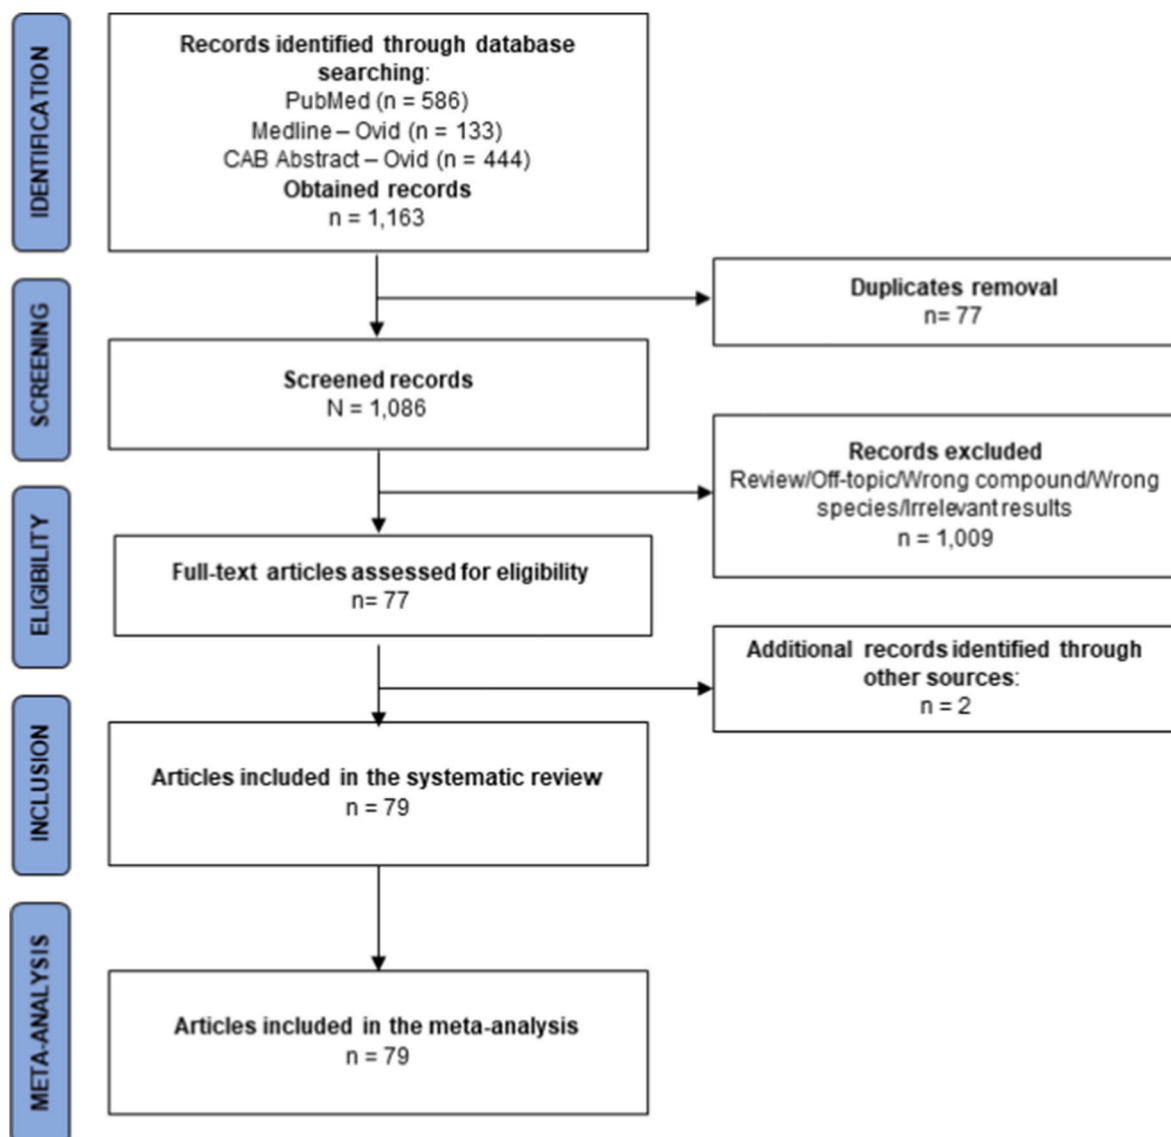 IDENTIFICATION
Records identified through database
searching:
PubMed (n = 586)
Medline – Ovid (n = 133)
CAB Abstract – Ovid (n = 444)
Obtained records
n = 1,163
Duplicates removal
n= 77
SCREENING
Screened records
N = 1,086
Records excluded
Review/Off-topic/Wrong compound/Wrong
species/Irrelevant results
n = 1,009
ELIGIBILITY
Full-text articles assessed for eligibility
n= 77
Additional records identified through
other sources:
n = 2
INCLUSION
Articles included in the systematic review
n = 79
META-ANALYSIS
Articles included in the meta-analysis
n = 79